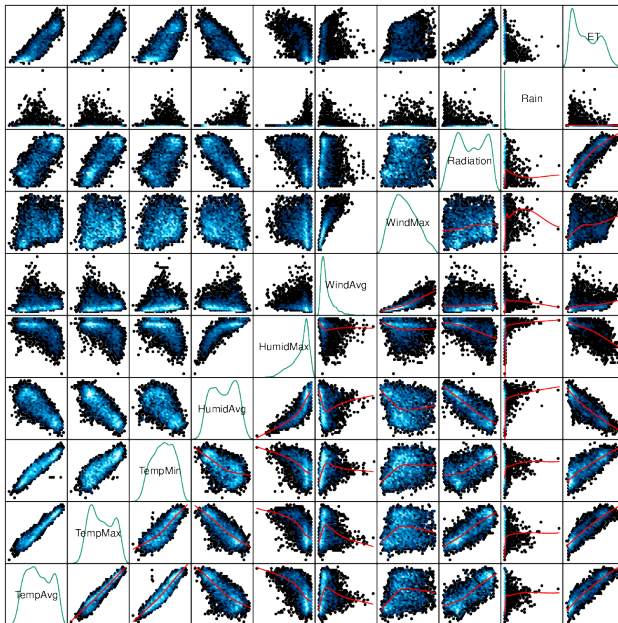 ET
Rain
Radiation
WindMax
WindAvg
HumidMax
HumidAvg
TempMin
TempMax
TempAvg